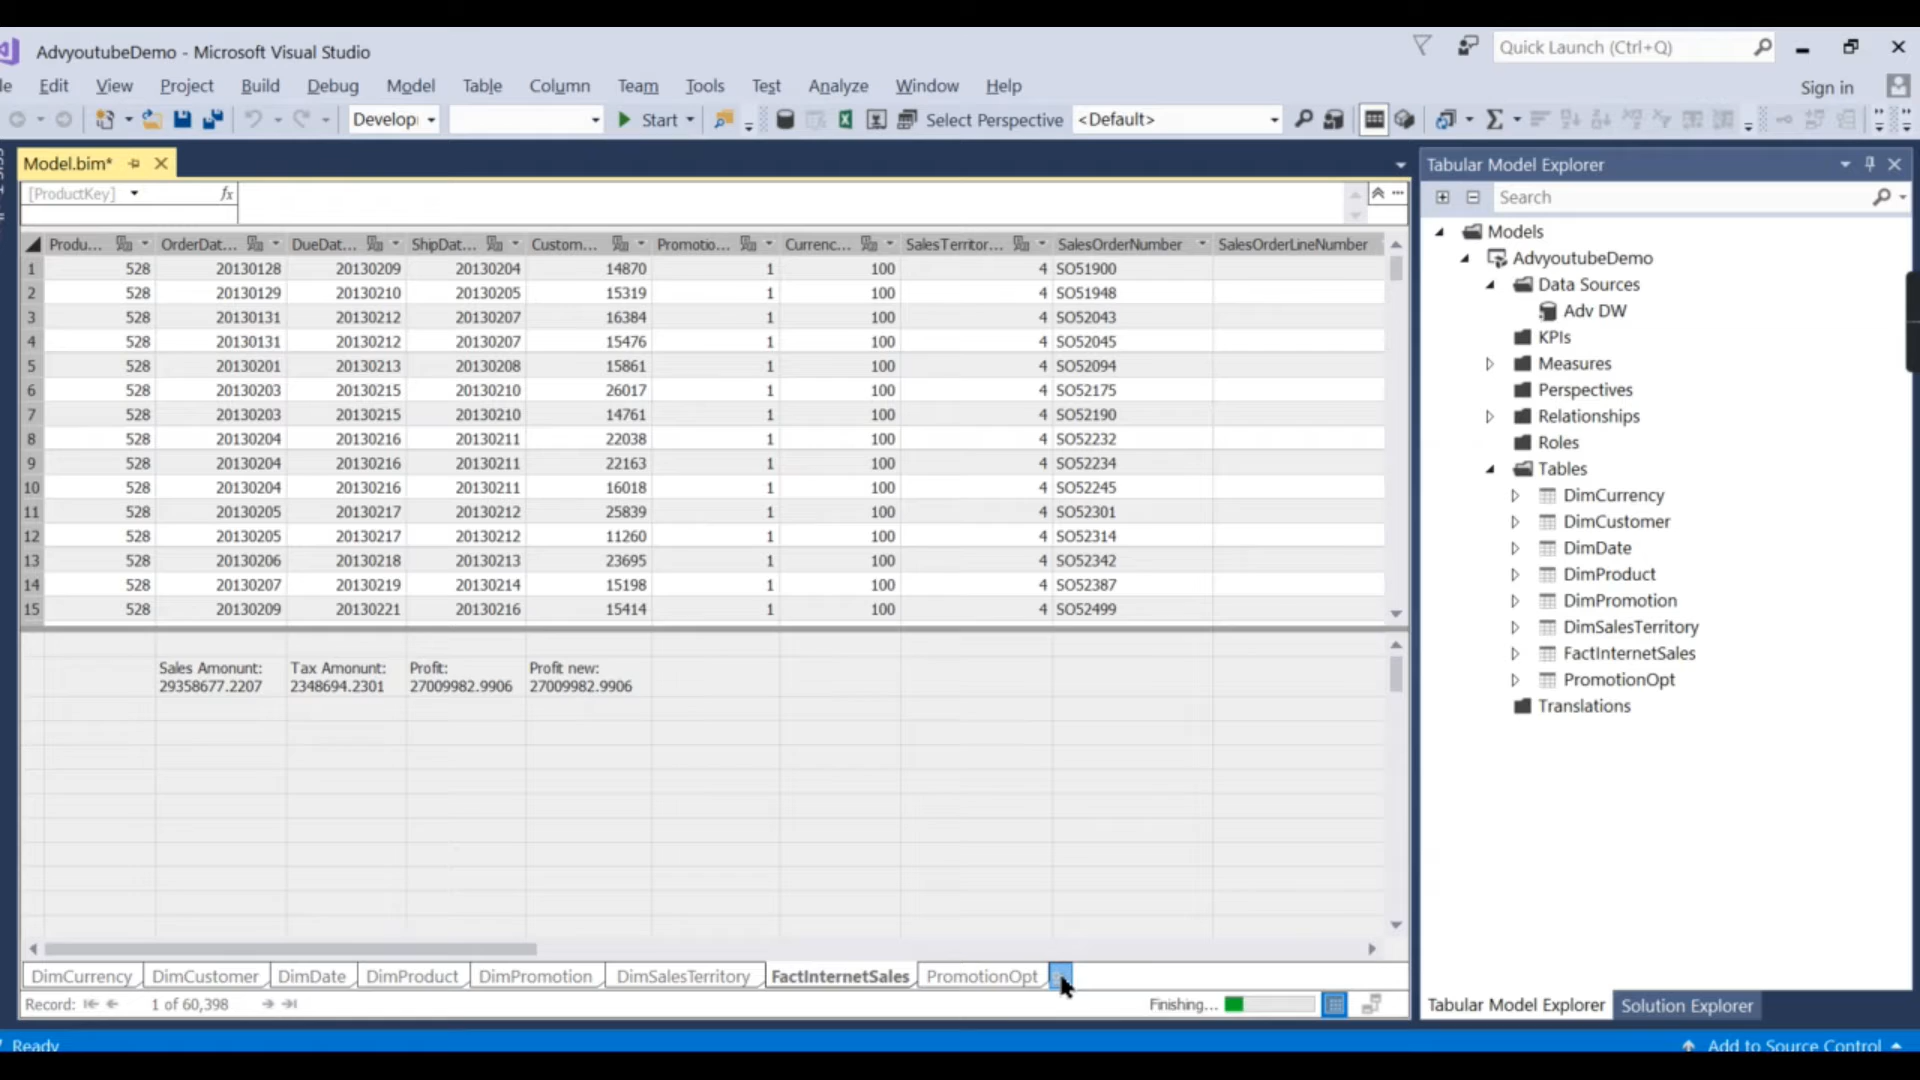 AdvyoutubeDemo - Microsoft Visual Studio
Quick Launch (Ctrl+Q)
Edit View Project Build Debug Model Table Column Team Tools Test Analyze Window Help
Sign in
Develop Start Select Perspective <Default>
Model.bim*
[ProductKey] fx
Produ... OrderDat... DueDat... ShipDat... Custom... Promotio... Currenc... SalesTerritor... SalesOrderNumber SalesOrderLineNumber
1 528 20130128 20130209 20130204 14870 1 100 4 SO51900
2 528 20130129 20130210 20130205 15319 1 100 4 SO51948
3 528 20130131 20130212 20130207 16384 1 100 4 SO52043
4 528 20130131 20130212 20130207 15476 1 100 4 SO52045
5 528 20130201 20130213 20130208 15861 1 100 4 SO52094
6 528 20130203 20130215 20130210 26017 1 100 4 SO52175
7 528 20130203 20130215 20130210 14761 1 100 4 SO52190
8 528 20130204 20130216 20130211 22038 1 100 4 SO52232
9 528 20130204 20130216 20130211 22163 1 100 4 SO52234
10 528 20130204 20130216 20130211 16018 1 100 4 SO52245
11 528 20130205 20130217 20130212 25839 1 100 4 SO52301
12 528 20130205 20130217 20130212 11260 1 100 4 SO52314
13 528 20130206 20130218 20130213 23695 1 100 4 SO52342
14 528 20130207 20130219 20130214 15198 1 100 4 SO52387
15 528 20130209 20130221 20130216 15414 1 100 4 SO52499
Sales Amonunt: Tax Amonunt: Profit: Profit new:
29358677.2207 2348694.2301 27009982.9906 27009982.9906
DimCurrency DimCustomer DimDate DimProduct DimPromotion DimSalesTerritory FactInternetSales PromotionOpt
Record: 1 of 60,398 Finishing...
Tabular Model Explorer
Search
Models
AdvyoutubeDemo
Data Sources
Adv DW
KPIs
Measures
Perspectives
Relationships
Roles
Tables
DimCurrency
DimCustomer
DimDate
DimProduct
DimPromotion
DimSalesTerritory
FactInternetSales
PromotionOpt
Translations
Tabular Model Explorer Solution Explorer
Ready
Add to Source Control